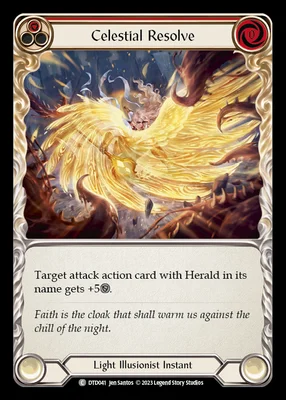 Celestial Resolve
Target attack action card with Herald in its
name gets +5.
Faith is the cloak that shall warm us against the
chill of the night.
Light Illusionist Instant
C DTD041 Jen Santos © 2023 Legend Story Studios